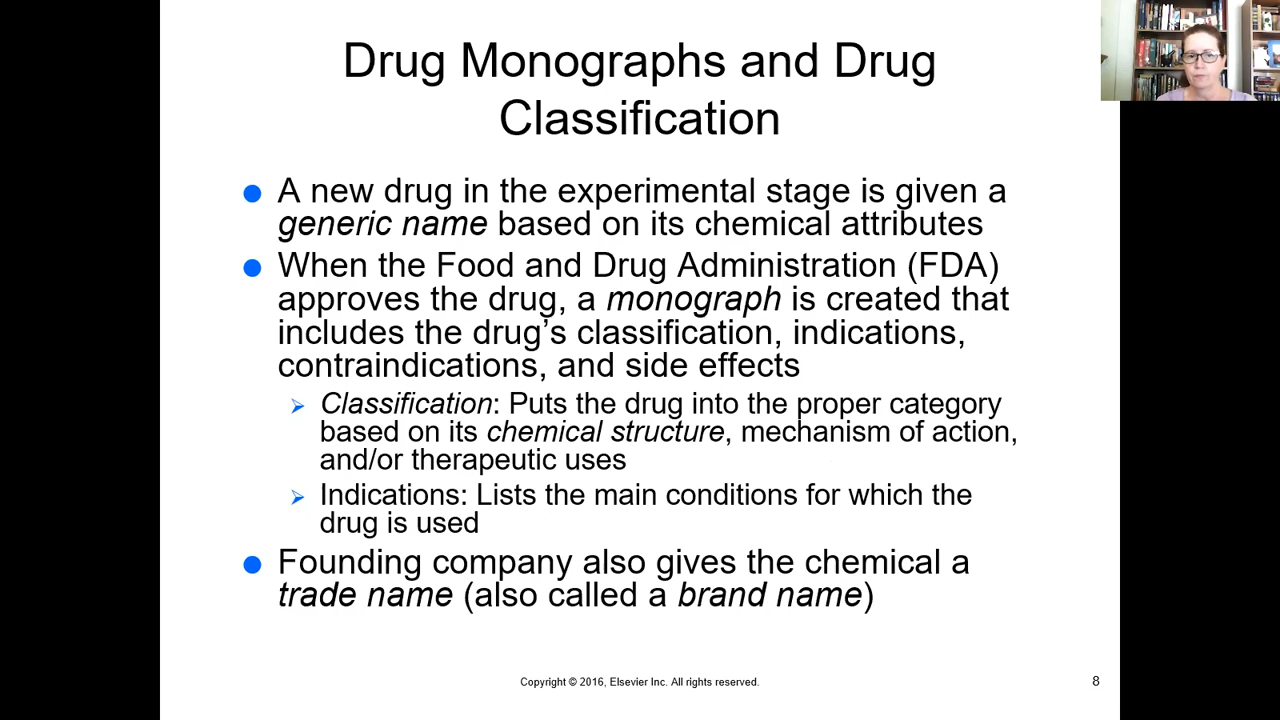 Drug Monographs and Drug
Classification
A new drug in the experimental stage is given a
generic name based on its chemical attributes
When the Food and Drug Administration (FDA)
approves the drug, a monograph is created that
includes the drug’s classification, indications,
contraindications, and side effects
Classification: Puts the drug into the proper category
based on its chemical structure, mechanism of action,
and/or therapeutic uses
Indications: Lists the main conditions for which the
drug is used
Founding company also gives the chemical a
trade name (also called a brand name)
Copyright © 2016, Elsevier Inc. All rights reserved.
8